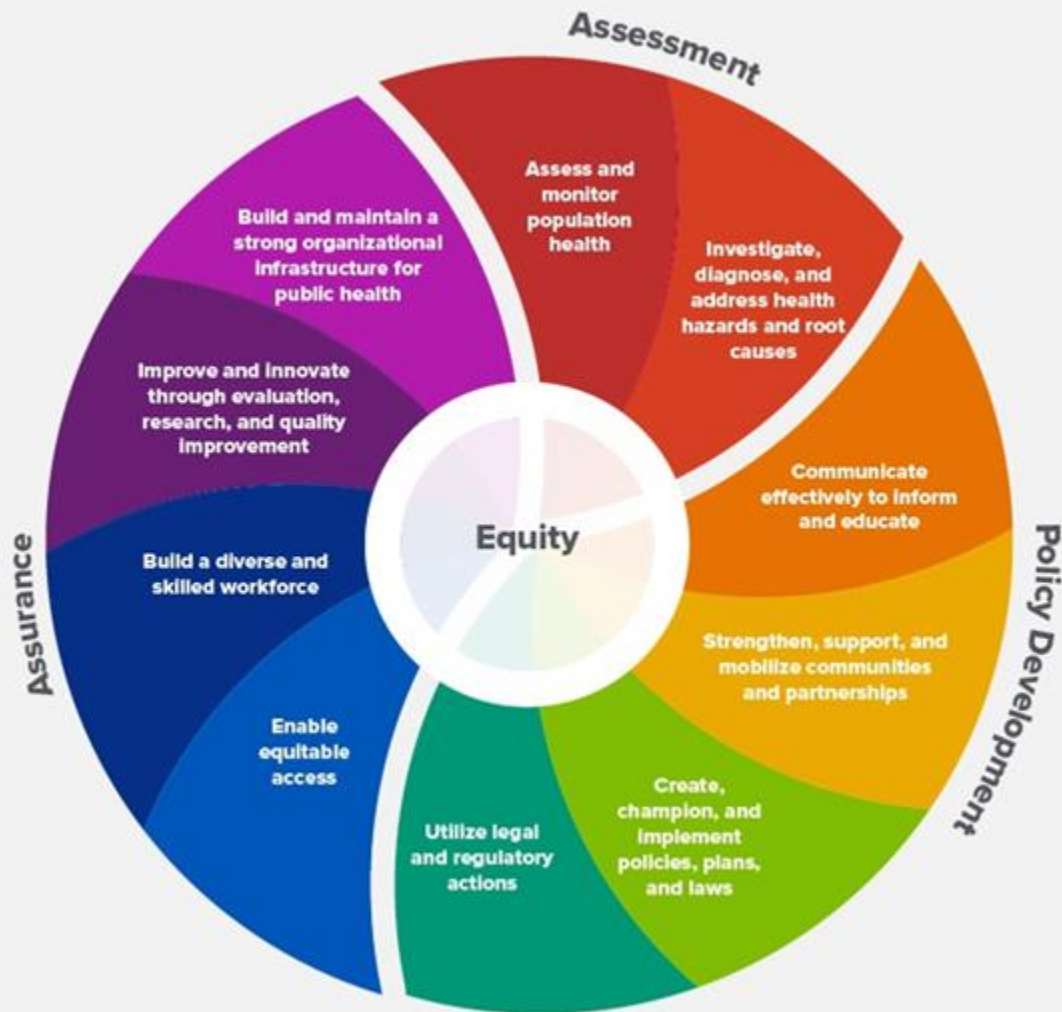 Assessment
Assess and
monitor
population
health
Investigate,
diagnose, and
address health
hazards and root
causes
Policy Development
Communicate
effectively to inform
and educate
Strengthen, support, and
mobilize communities
and partnerships
Create,
champion, and
implement
policies, plans,
and laws
Utilize legal
and regulatory
actions
Assurance
Enable
equitable
access
Build a diverse and
skilled workforce
Improve and innovate
through evaluation,
research, and quality
improvement
Build and maintain a
strong organizational
infrastructure for
public health
Equity